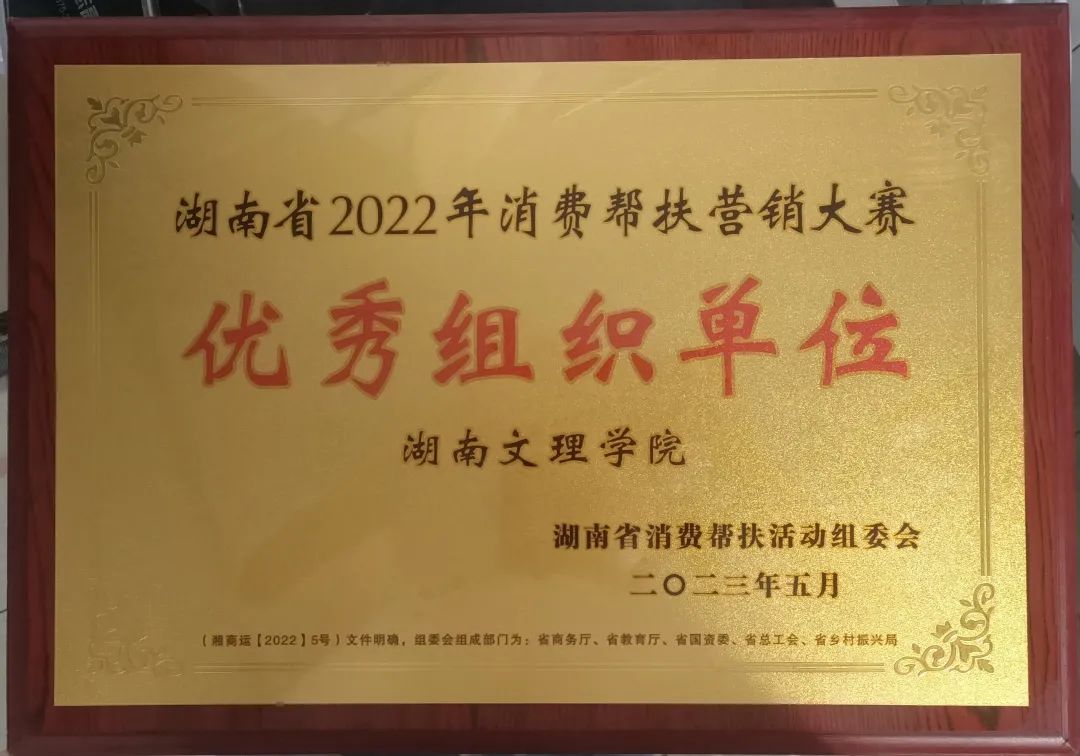 湖南省2022年消费帮扶营销大赛
优秀组织单位
湖南文理学院
湖南省消费帮扶活动组委会
二〇二三年五月
（湘商运【2022】5号）文件明确，组委会组成部门为：省商务厅、省教育厅、省国资委、省总工会、省乡村振兴局